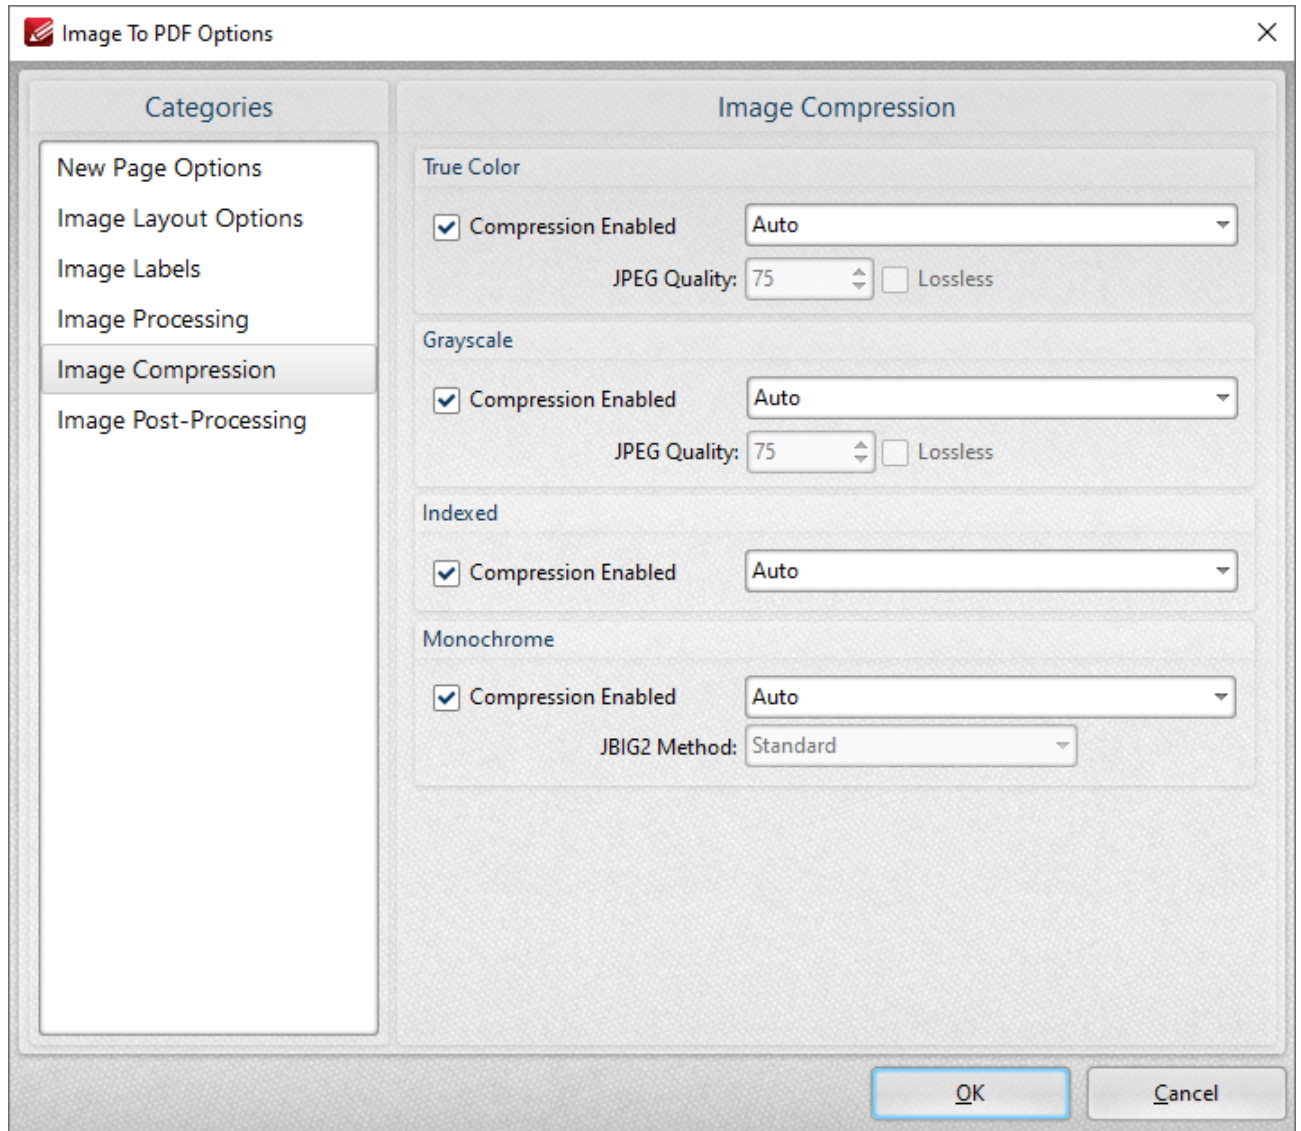 Image To PDF Options
Categories
New Page Options
Image Layout Options
Image Labels
Image Processing
Image Compression
Image Post-Processing
Image Compression
True Color
Compression Enabled Auto
JPEG Quality: 75 Lossless
Grayscale
Compression Enabled Auto
JPEG Quality: 75 Lossless
Indexed
Compression Enabled Auto
Monochrome
Compression Enabled Auto
JBIG2 Method: Standard
OK Cancel